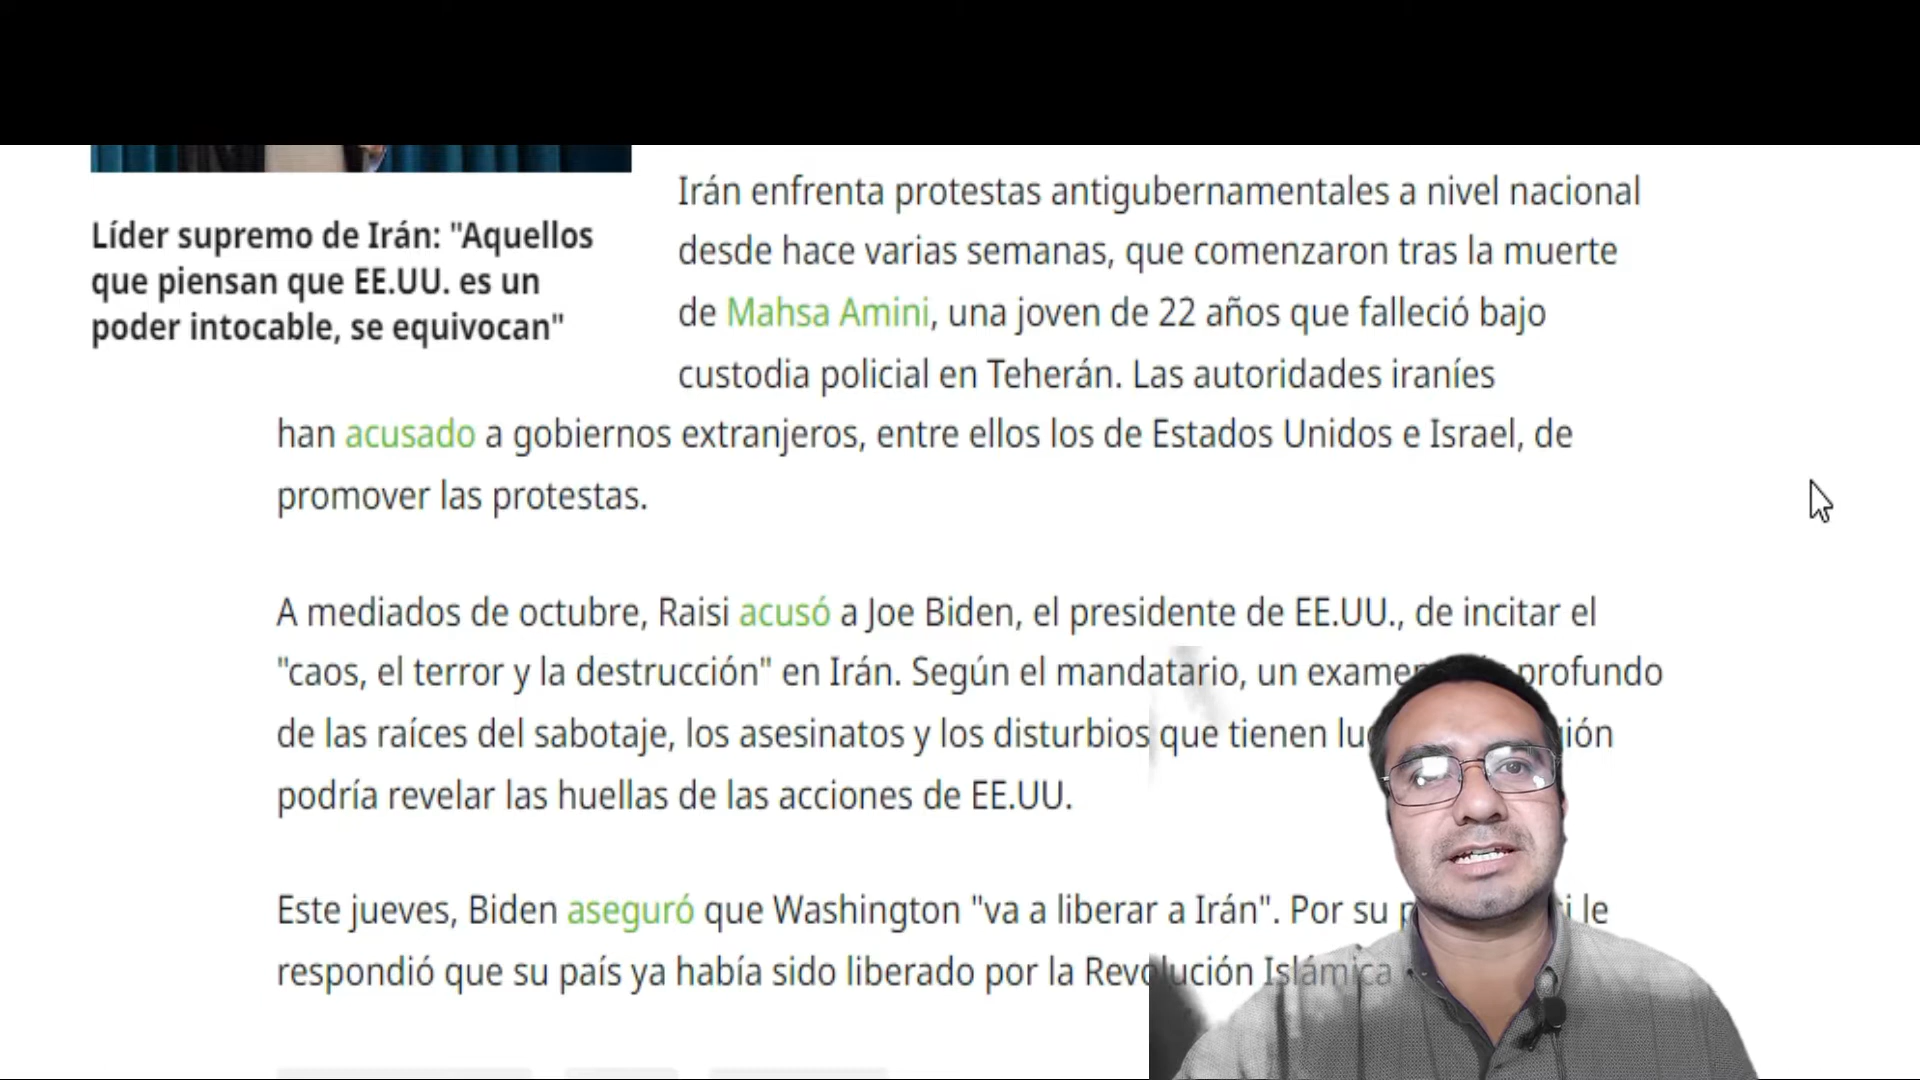 Líder supremo de Irán: "Aquellos
que piensan que EE.UU. es un
poder intocable, se equivocan"
Irán enfrenta protestas antigubernamentales a nivel nacional
desde hace varias semanas, que comenzaron tras la muerte
de Mahsa Amini, una joven de 22 años que falleció bajo
custodia policial en Teherán. Las autoridades iraníes
han acusado a gobiernos extranjeros, entre ellos los de Estados Unidos e Israel, de
promover las protestas.
A mediados de octubre, Raisi acusó a Joe Biden, el presidente de EE.UU., de incitar el
"caos, el terror y la destrucción" en Irán. Según el mandatario, un examen profundo
de las raíces del sabotaje, los asesinatos y los disturbios que tienen
podría revelar las huellas de las acciones de EE.UU.
Este jueves, Biden aseguró que Washington "va a liberar a Irán". Por su le
respondió que su país ya había sido liberado por la Revolución Islámica